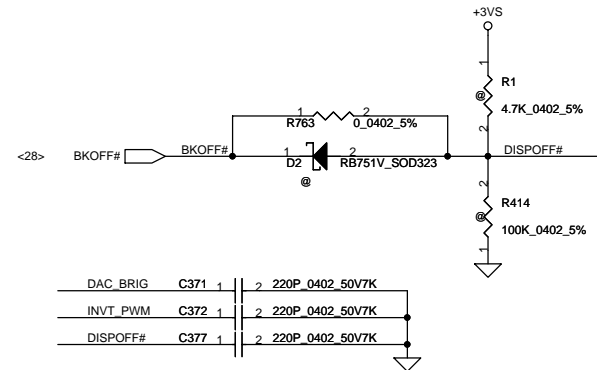 +3VS
1
R1
@
4.7K_0402_5%
2
1 2
R763 0_0402_5%
<28> BKOFF# BKOFF# 1 2 DISPOFF#
D2 RB751V_SOD323
@
2
R414
@
100K_0402_5%
1
DAC_BRIG C371 1 2 220P_0402_50V7K
INVT_PWM C372 1 2 220P_0402_50V7K
DISPOFF# C377 1 2 220P_0402_50V7K